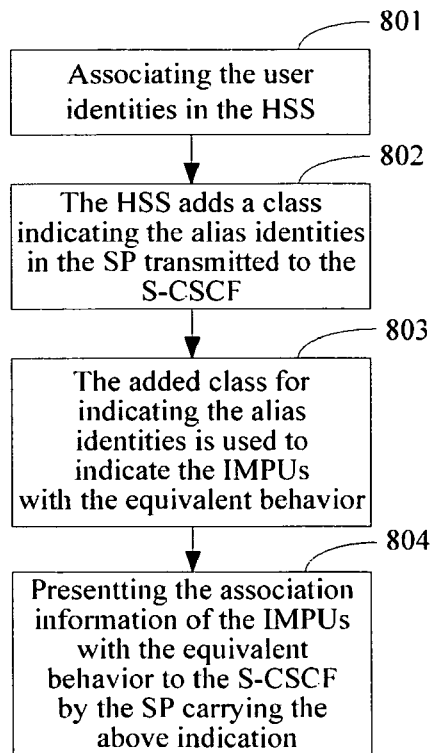 801
Associating the user
identities in the HSS
802
The HSS adds a class
indicating the alias identities
in the SP transmitted to the
S-CSCF
803
The added class for
indicating the alias
identities is used to
indicate the IMPUs
with the equivalent behavior
804
Presentting the association
information of the IMPUs
with the equivalent
behavior to the S-CSCF
by the SP carrying the
above indication